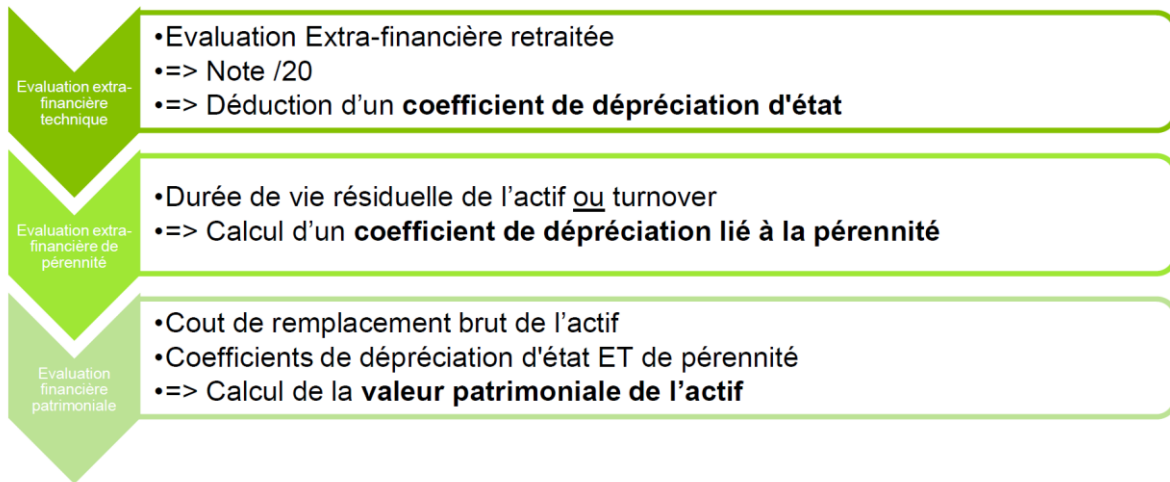 Evaluation extra-
financière
technique
•Evaluation Extra-financière retraitée
•=> Note /20
•=> Déduction d'un coefficient de dépréciation d'état
Evaluation extra-
financière de
pérennité
•Durée de vie résiduelle de l'actif ou turnover
•=> Calcul d'un coefficient de dépréciation lié à la pérennité
Evaluation
financière
patrimoniale
•Cout de remplacement brut de l'actif
•Coefficients de dépréciation d'état ET de pérennité
•=> Calcul de la valeur patrimoniale de l'actif